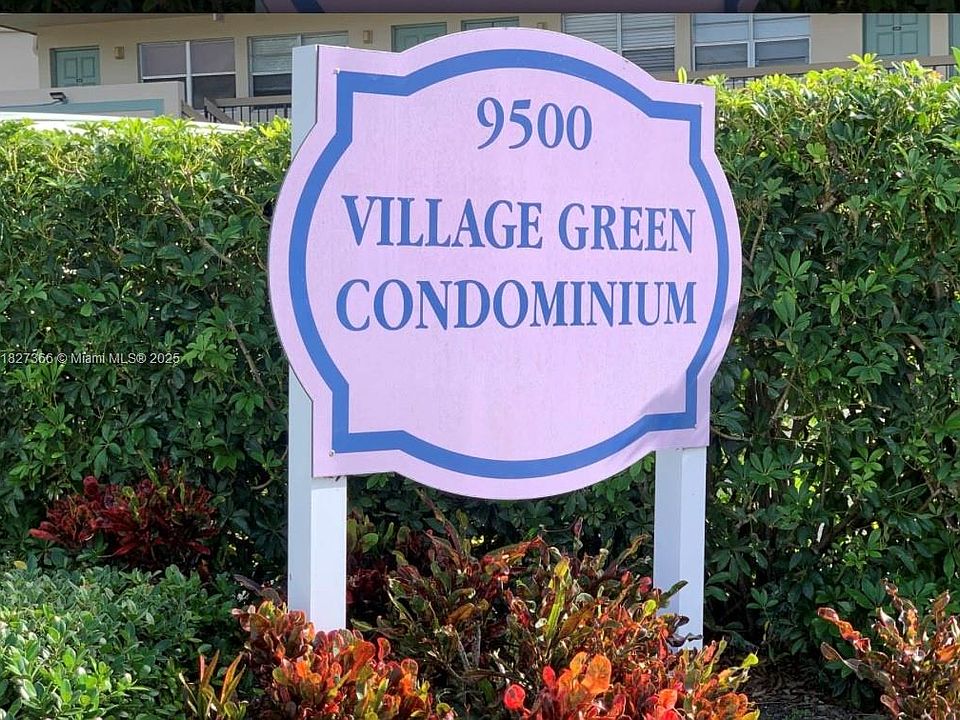 9500
VILLAGE GREEN
CONDOMINIUM
1827366 © Miami MLS® 2025